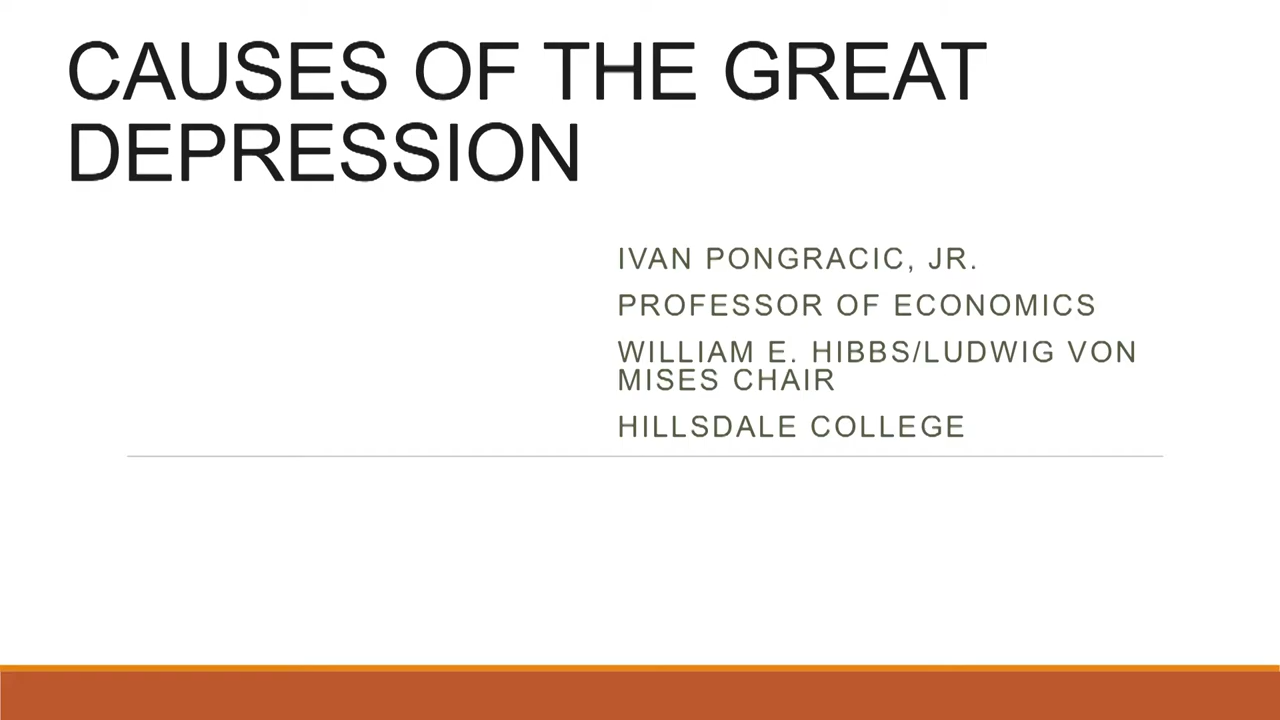 CAUSES OF THE GREAT
DEPRESSION
IVAN PONGRACIC, JR.
PROFESSOR OF ECONOMICS
WILLIAM E. HIBBS/LUDWIG VON
MISES CHAIR
HILLSDALE COLLEGE